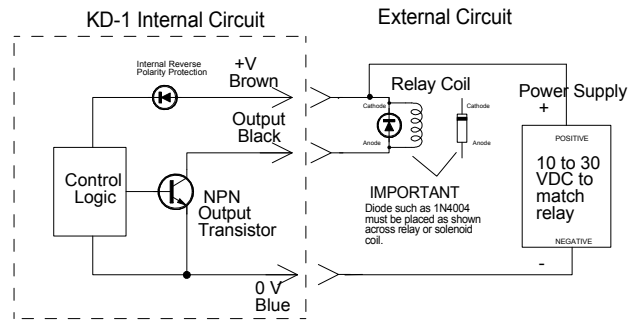 KD-1 Internal Circuit
External Circuit
Internal Reverse
Polarity Protection
+V
Brown
Output
Black
Control
Logic
NPN
Output
Transistor
0 V
Blue
Relay Coil
Cathode
Anode
Cathode
Anode
IMPORTANT
Diode such as 1N4004
must be placed as shown
across relay or solenoid
coil.
Power Supply
+
POSITIVE
10 to 30
VDC to
match
relay
NEGATIVE
-